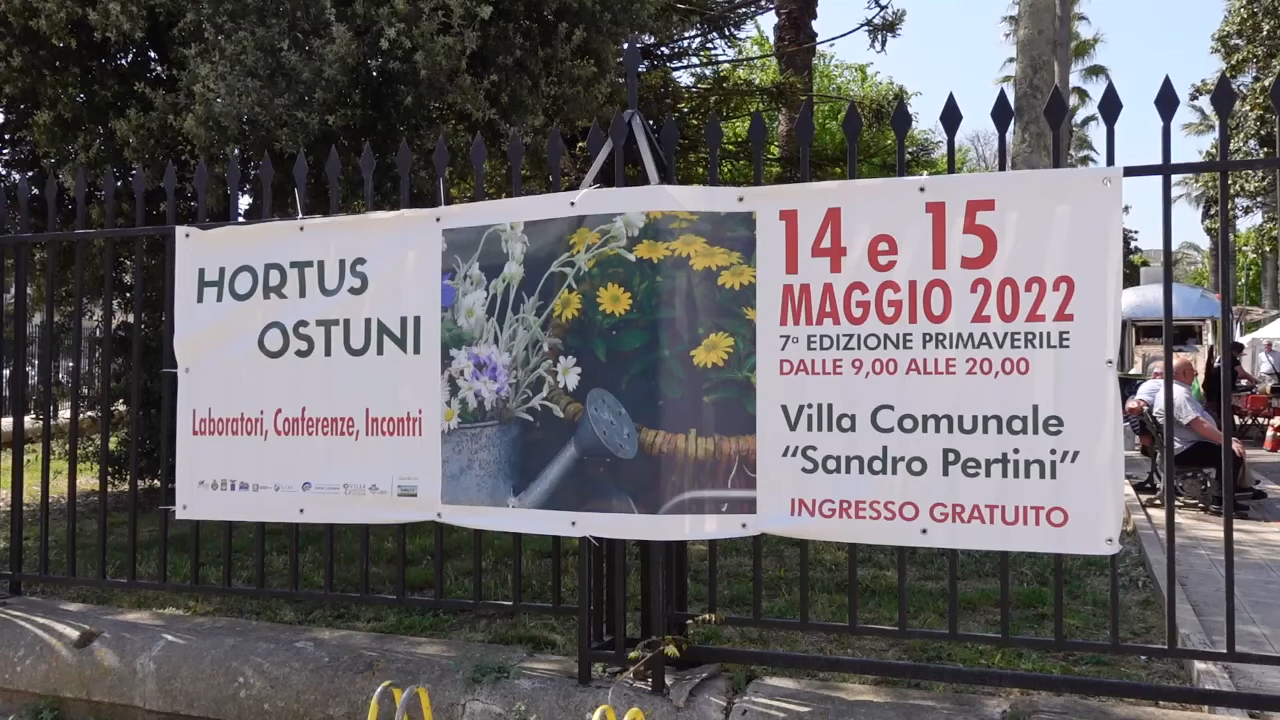 HORTUS
OSTUNI
Laboratori, Conferenze, Incontri
14 e 15
MAGGIO 2022
7ª EDIZIONE PRIMAVERILE
DALLE 9,00 ALLE 20,00
Villa Comunale
“Sandro Pertini”
INGRESSO GRATUITO